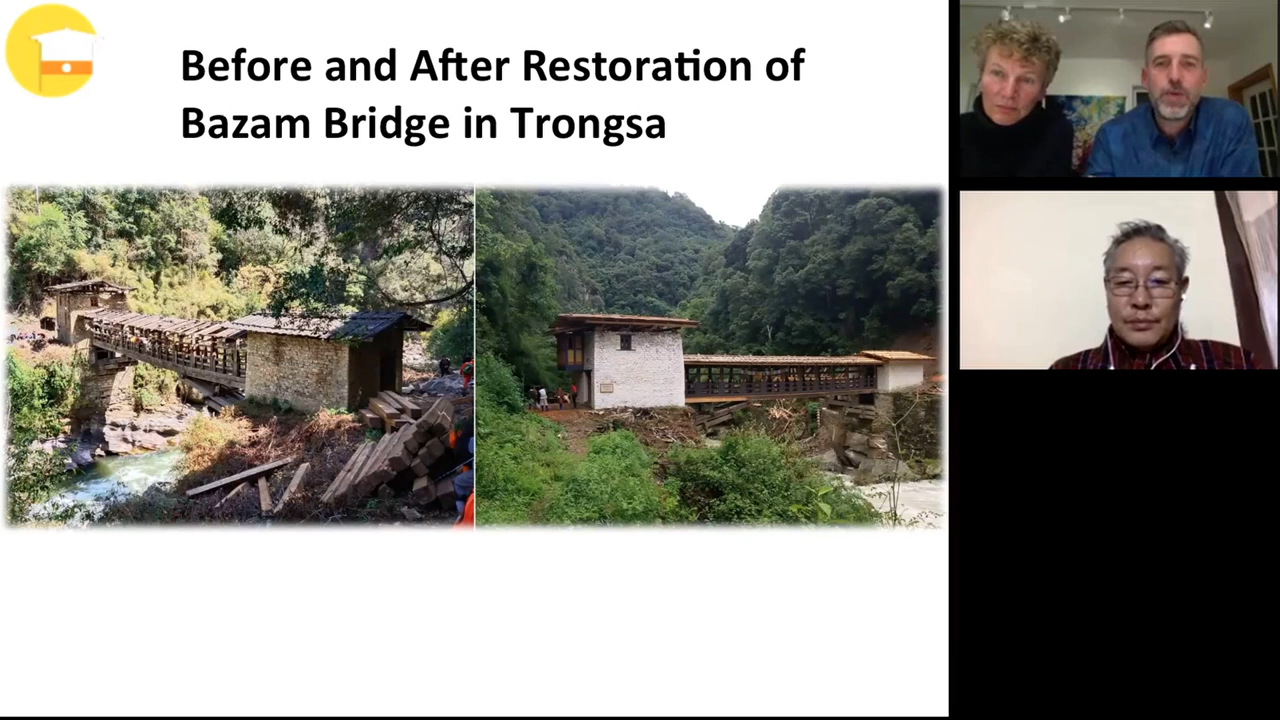 Before and After Restoration of
Bazam Bridge in Trongsa